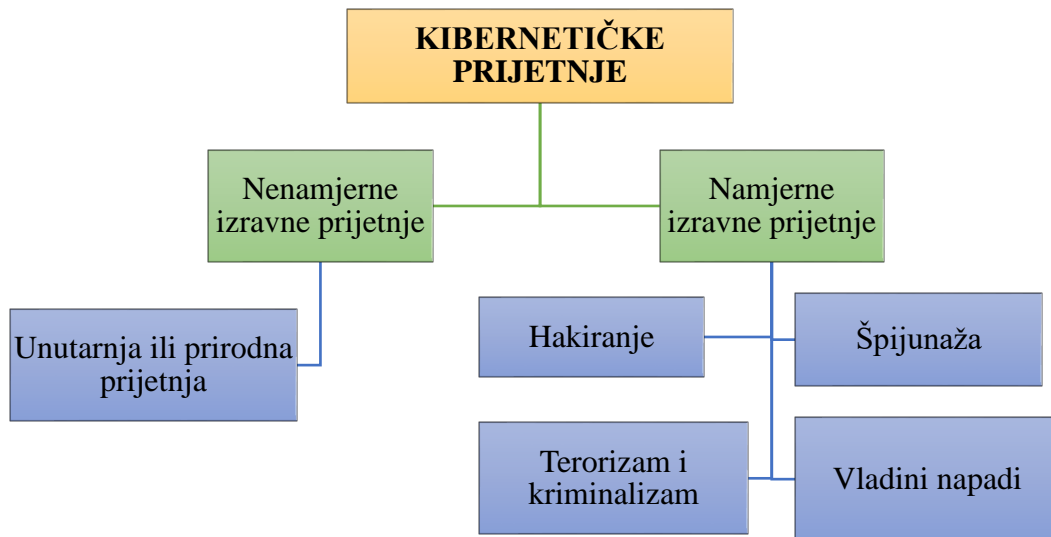 KIBERNETIČKE
PRIJETNJE
Nenamjerne
izravne prijetnje
Namjerne
izravne prijetnje
Unutarnja ili prirodna
prijetnja
Hakiranje
Špijunaža
Terorizam i
kriminalizam
Vladini napadi